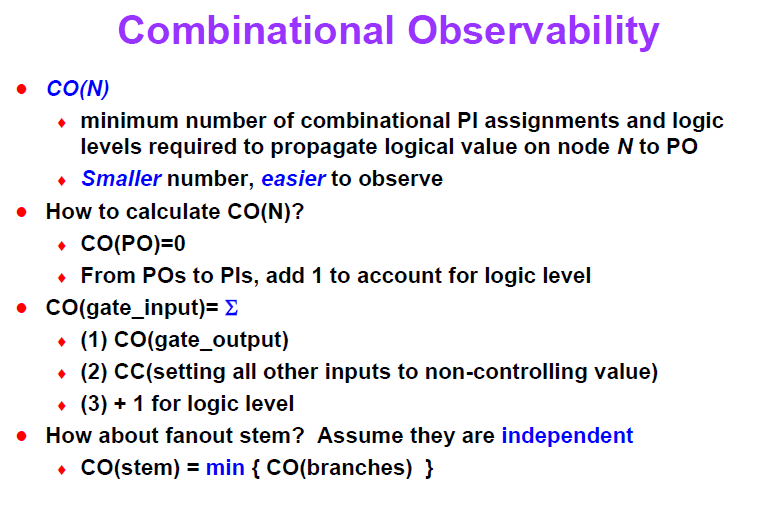 Combinational Observability
● CO(N)
♦ minimum number of combinational PI assignments and logic
levels required to propagate logical value on node N to PO
♦ Smaller number, easier to observe
● How to calculate CO(N)?
♦ CO(PO)=0
♦ From POs to PIs, add 1 to account for logic level
● CO(gate_input)= Σ
♦ (1) CO(gate_output)
♦ (2) CC(setting all other inputs to non-controlling value)
♦ (3) + 1 for logic level
● How about fanout stem? Assume they are independent
♦ CO(stem) = min { CO(branches) }